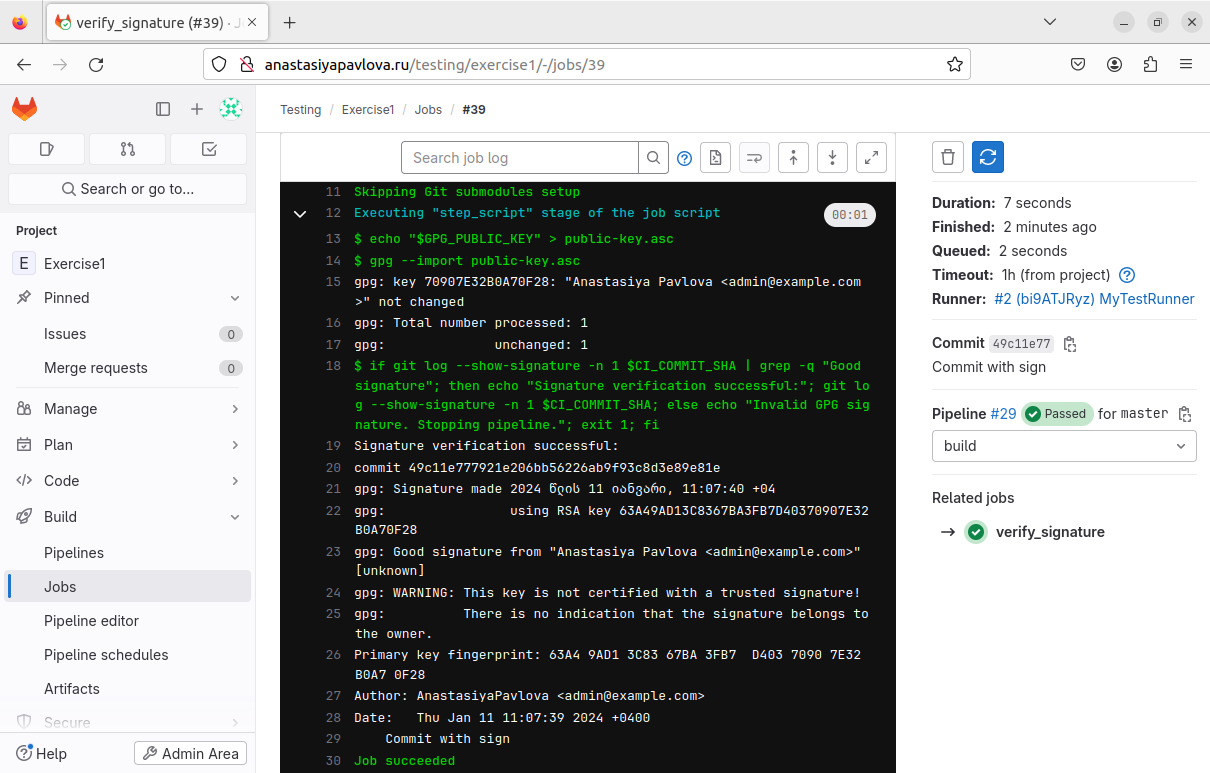 verify_signature (#39) · J
anastasiyapavlova.ru/testing/exercise1/-/jobs/39
Testing / Exercise1 / Jobs / #39
Search or go to...
Project
E Exercise1
Pinned
Issues 0
Merge requests 0
Manage
Plan
Code
Build
Pipelines
Jobs
Pipeline editor
Pipeline schedules
Artifacts
Secure
Help
Admin Area
Search job log
11 Skipping Git submodules setup
12 Executing "step_script" stage of the job script 00:01
13 $ echo "$GPG_PUBLIC_KEY" > public-key.asc
14 $ gpg --import public-key.asc
15 gpg: key 70907E32B0A70F28: "Anastasiya Pavlova <admin@example.com
>" not changed
16 gpg: Total number processed: 1
17 gpg:              unchanged: 1
18 $ if git log --show-signature -n 1 $CI_COMMIT_SHA | grep -q "Good
signature"; then echo "Signature verification successful:"; git lo
g --show-signature -n 1 $CI_COMMIT_SHA; else echo "Invalid GPG sig
nature. Stopping pipeline."; exit 1; fi
19 Signature verification successful:
20 commit 49c11e777921e206bb56226ab9f93c8d3e89e81e
21 gpg: Signature made 2024 წლის 11 იანვარი, 11:07:40 +04
22 gpg:                using RSA key 63A49AD13C8367BA3FB7D40370907E32
B0A70F28
23 gpg: Good signature from "Anastasiya Pavlova <admin@example.com>"
[unknown]
24 gpg: WARNING: This key is not certified with a trusted signature!
25 gpg:          There is no indication that the signature belongs to
the owner.
26 Primary key fingerprint: 63A4 9AD1 3C83 67BA 3FB7  D403 7090 7E32
B0A7 0F28
27 Author: AnastasiyaPavlova <admin@example.com>
28 Date:   Thu Jan 11 11:07:39 2024 +0400
29     Commit with sign
30 Job succeeded
Duration: 7 seconds
Finished: 2 minutes ago
Queued: 2 seconds
Timeout: 1h (from project)
Runner: #2 (bi9ATJRyz) MyTestRunner
Commit 49c11e77
Commit with sign
Pipeline #29 Passed for master
build
Related jobs
verify_signature